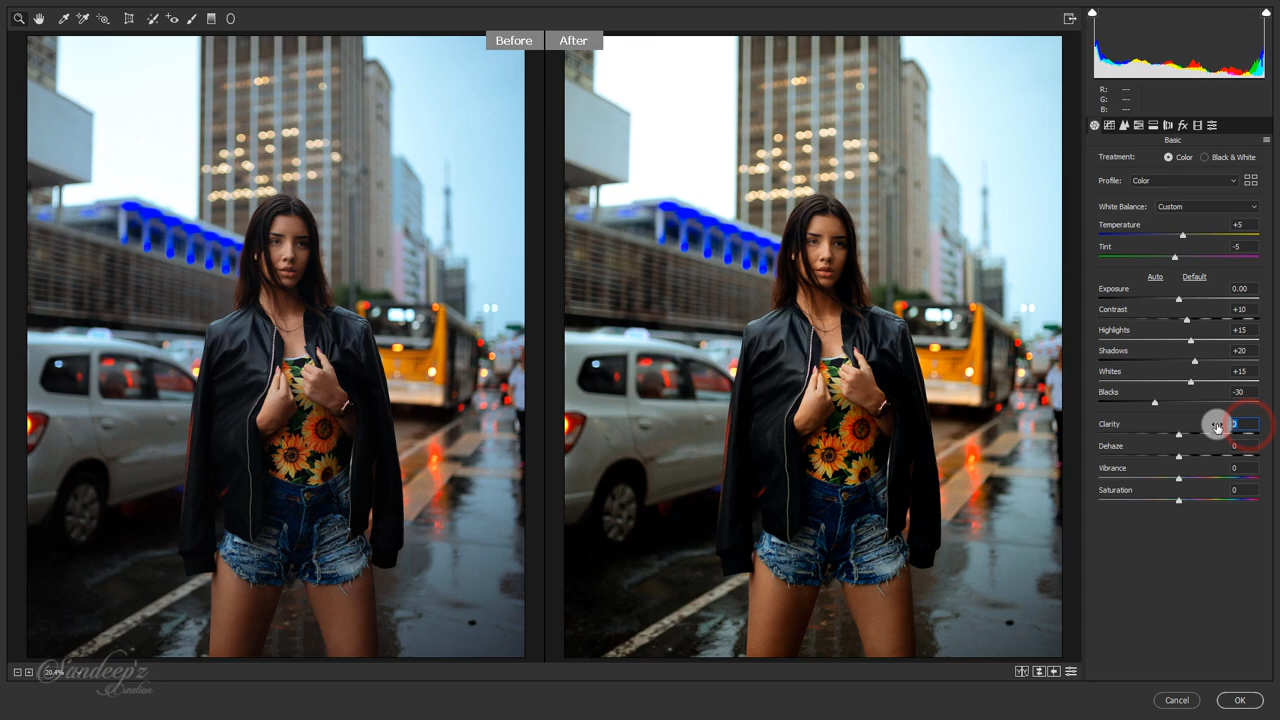 Before
After
R: ---
G: ---
B: ---
Basic
Treatment: Color Black & White
Profile: Color
White Balance: Custom
Temperature +5
Tint -5
Auto Default
Exposure 0.00
Contrast +10
Highlights +15
Shadows +20
Whites +15
Blacks -30
Clarity 0
Dehaze 0
Vibrance 0
Saturation 0
20.4%
Sandeep'z
Creation
Cancel OK